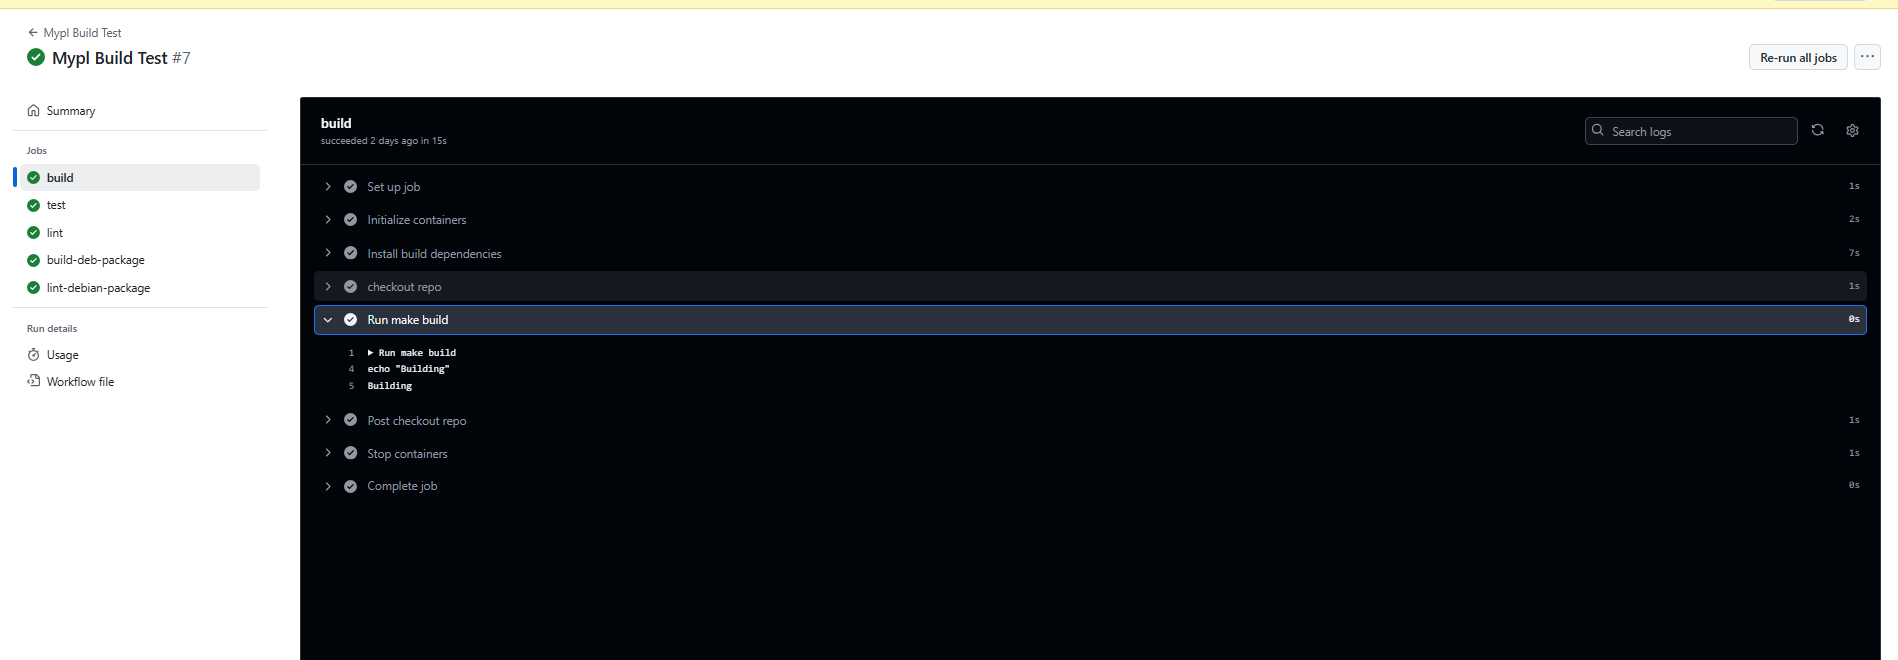 Mypl Build Test
Mypl Build Test #7
Re-run all jobs
Summary
Jobs
build
test
lint
build-deb-package
lint-debian-package
Run details
Usage
Workflow file
build
succeeded 2 days ago in 15s
Search logs
Set up job 1s
Initialize containers 2s
Install build dependencies 7s
checkout repo 1s
Run make build 0s
1 Run make build
4 echo "Building"
5 Building
Post checkout repo 1s
Stop containers 1s
Complete job 0s